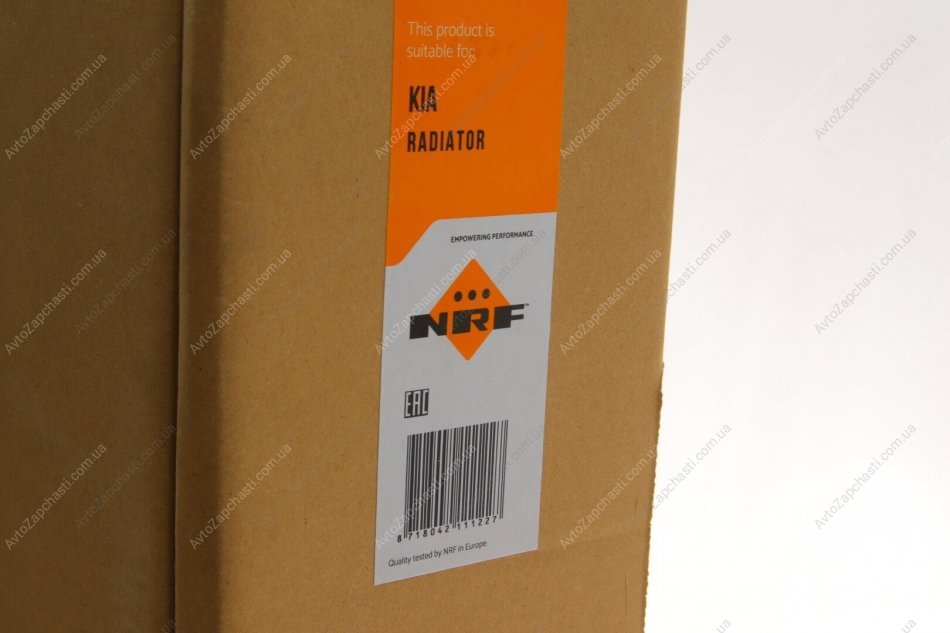 This product is
suitable for:
KIA
RADIATOR
EMPOWERING PERFORMANCE
NRF™
EAC
8 718042 111227
Quality tested by NRF in Europe
AvtoZapchasti.com.ua